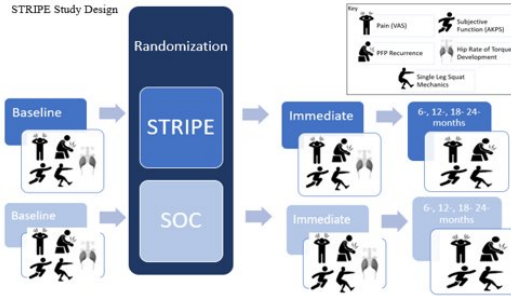 STRIPE Study Design
Key
Pain (VAS)
Subjective
Function (AKPS)
PFP Recurrence
Hip Rate of Torque
Development
Single Leg Squat
Mechanics
Randomization
Baseline
STRIPE
Immediate
6-, 12-, 18- 24-
months
Baseline
SOC
Immediate
6-, 12-, 18- 24-
months